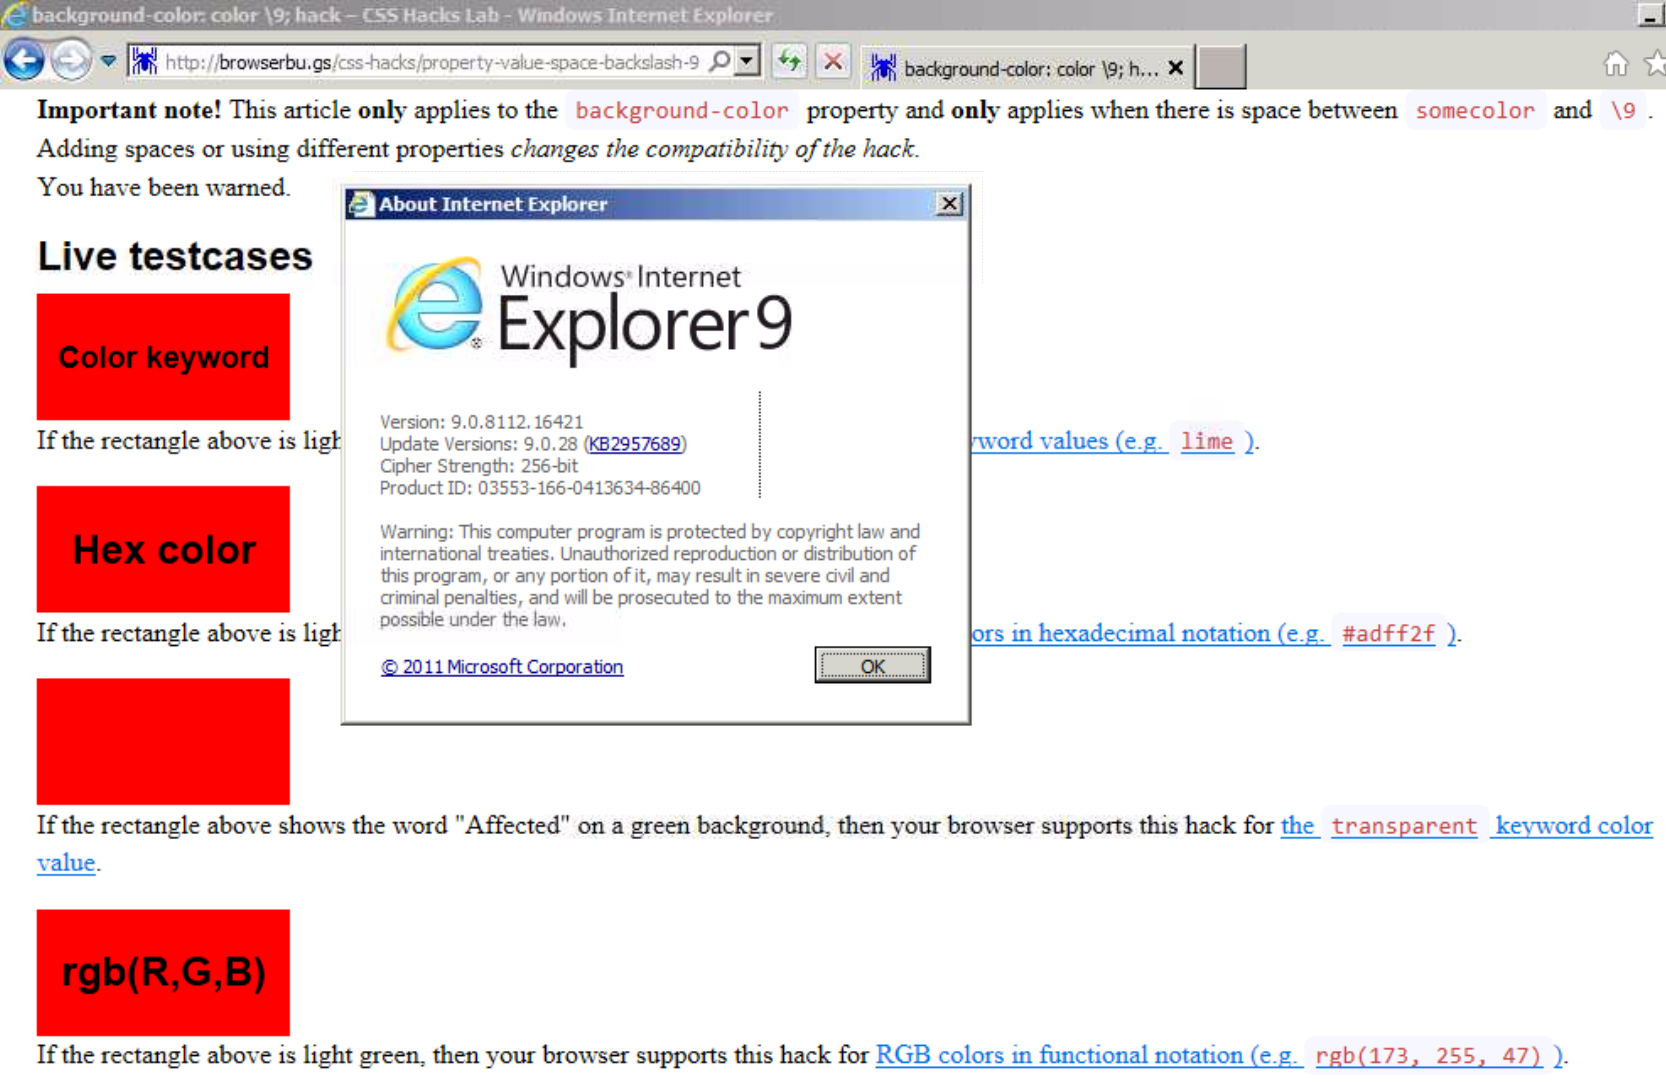 background-color: color \9; hack – CSS Hacks Lab - Windows Internet Explorer
http://browserbu.gs/css-hacks/property-value-space-backslash-9
background-color: color \9; h...
Important note! This article only applies to the background-color property and only applies when there is space between somecolor and \9 .
Adding spaces or using different properties changes the compatibility of the hack.
You have been warned.
Live testcases
Color keyword
If the rectangle above is ligh
word values (e.g. lime ).
Hex color
If the rectangle above is ligh
ors in hexadecimal notation (e.g. #adff2f ).
About Internet Explorer
Windows® Internet
Explorer 9
Version: 9.0.8112.16421
Update Versions: 9.0.28 (KB2957689)
Cipher Strength: 256-bit
Product ID: 03553-166-0413634-86400
Warning: This computer program is protected by copyright law and
international treaties. Unauthorized reproduction or distribution of
this program, or any portion of it, may result in severe civil and
criminal penalties, and will be prosecuted to the maximum extent
possible under the law.
© 2011 Microsoft Corporation
OK
If the rectangle above shows the word "Affected" on a green background, then your browser supports this hack for the transparent keyword color
value.
rgb(R,G,B)
If the rectangle above is light green, then your browser supports this hack for RGB colors in functional notation (e.g. rgb(173, 255, 47) ).